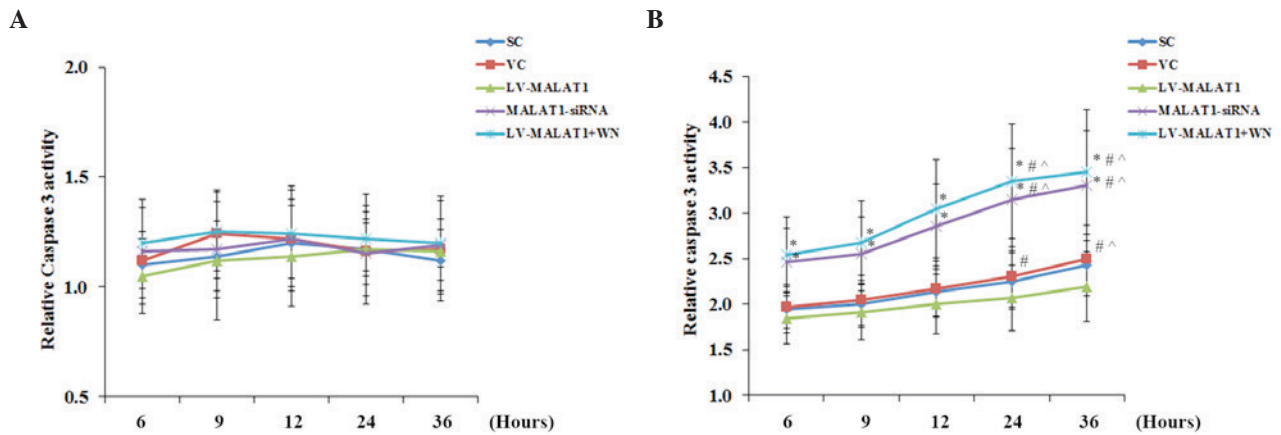 A
SC
VC
LV-MALAT1
MALAT1-siRNA
LV-MALAT1+WN
Relative Caspase 3 activity
2.0
1.5
1.0
0.5
6 9 12 24 36 (Hours)
B
SC
VC
LV-MALAT1
MALAT1-siRNA
LV-MALAT1+WN
Relative caspase 3 activity
4.5
4.0
3.5
3.0
2.5
2.0
1.5
1.0
* # ^
* # ^
* # ^
* # ^
*
*
*
*
*
*
# ^
#
6 9 12 24 36 (Hours)